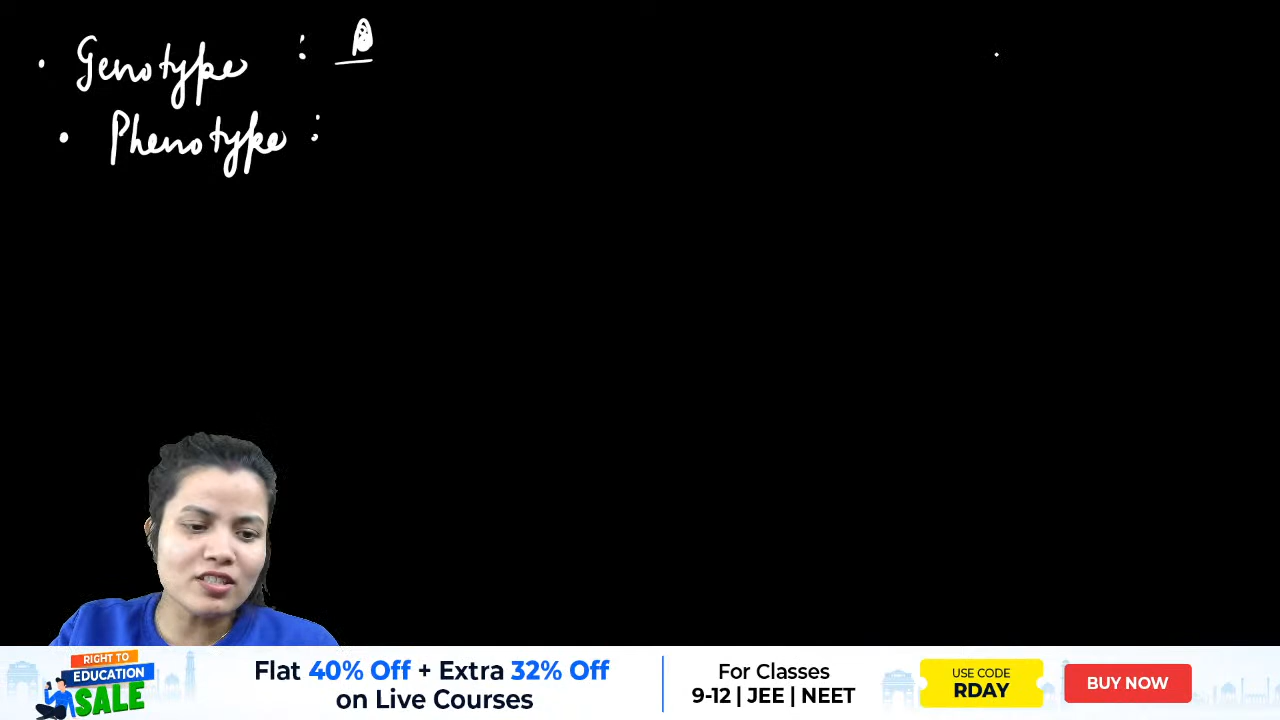 • Genotype :
• Phenotype :
RIGHT TO
EDUCATION
SALE
Flat 40% Off + Extra 32% Off
on Live Courses
For Classes
9-12 | JEE | NEET
USE CODE
RDAY
BUY NOW